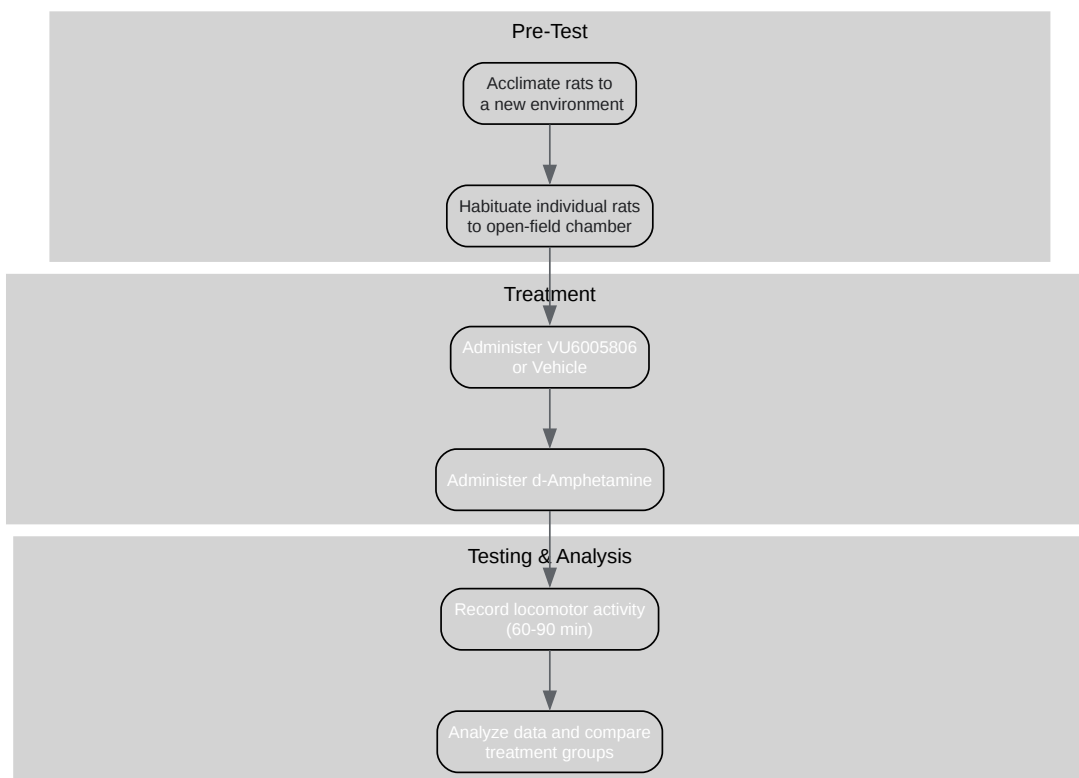 Pre-Test
Acclimate rats to
a new environment
Habituate individual rats
to open-field chamber
Treatment
Administer VU6005806
or Vehicle
Administer d-Amphetamine
Testing & Analysis
Record locomotor activity
(60-90 min)
Analyze data and compare
treatment groups